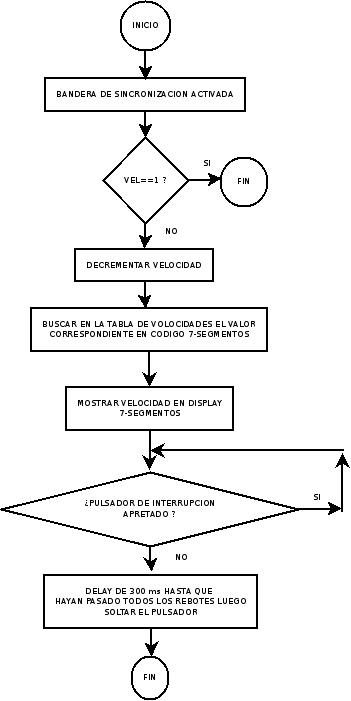 INICIO
BANDERA DE SINCRONIZACION ACTIVADA
VEL==1 ?
SI
FIN
NO
DECREMENTAR VELOCIDAD
BUSCAR EN LA TABLA DE VOLOCIDADES EL VALOR
CORRESPONDIENTE EN CODIGO 7-SEGMENTOS
MOSTRAR VELOCIDAD EN DISPLAY
7-SEGMENTOS
¿PULSADOR DE INTERRUPCION
APRETADO ?
SI
NO
DELAY DE 300 ms HASTA QUE
HAYAN PASADO TODOS LOS REBOTES LUEGO
SOLTAR EL PULSADOR
FIN